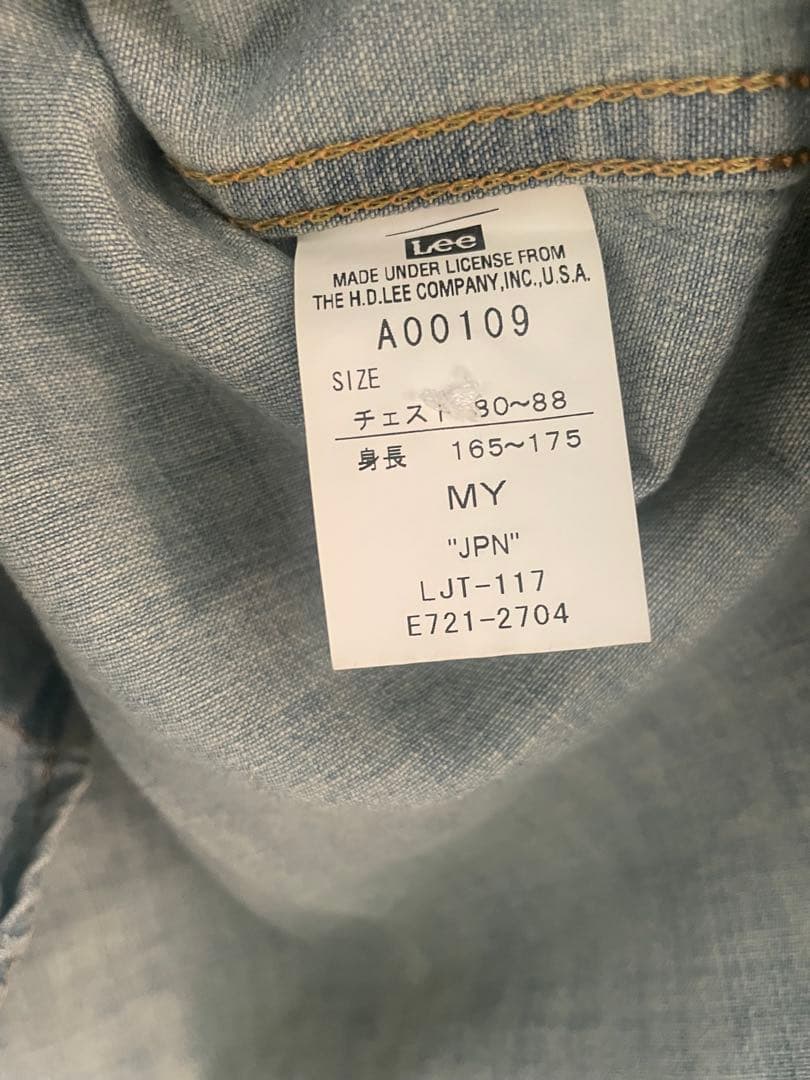 Lee
MADE UNDER LICENSE FROM
THE H.D.LEE COMPANY,INC.,U.S.A.
A00109
SIZE
80~88
身長 165~175
MY
"JPN"
LJT-117
E721-2704